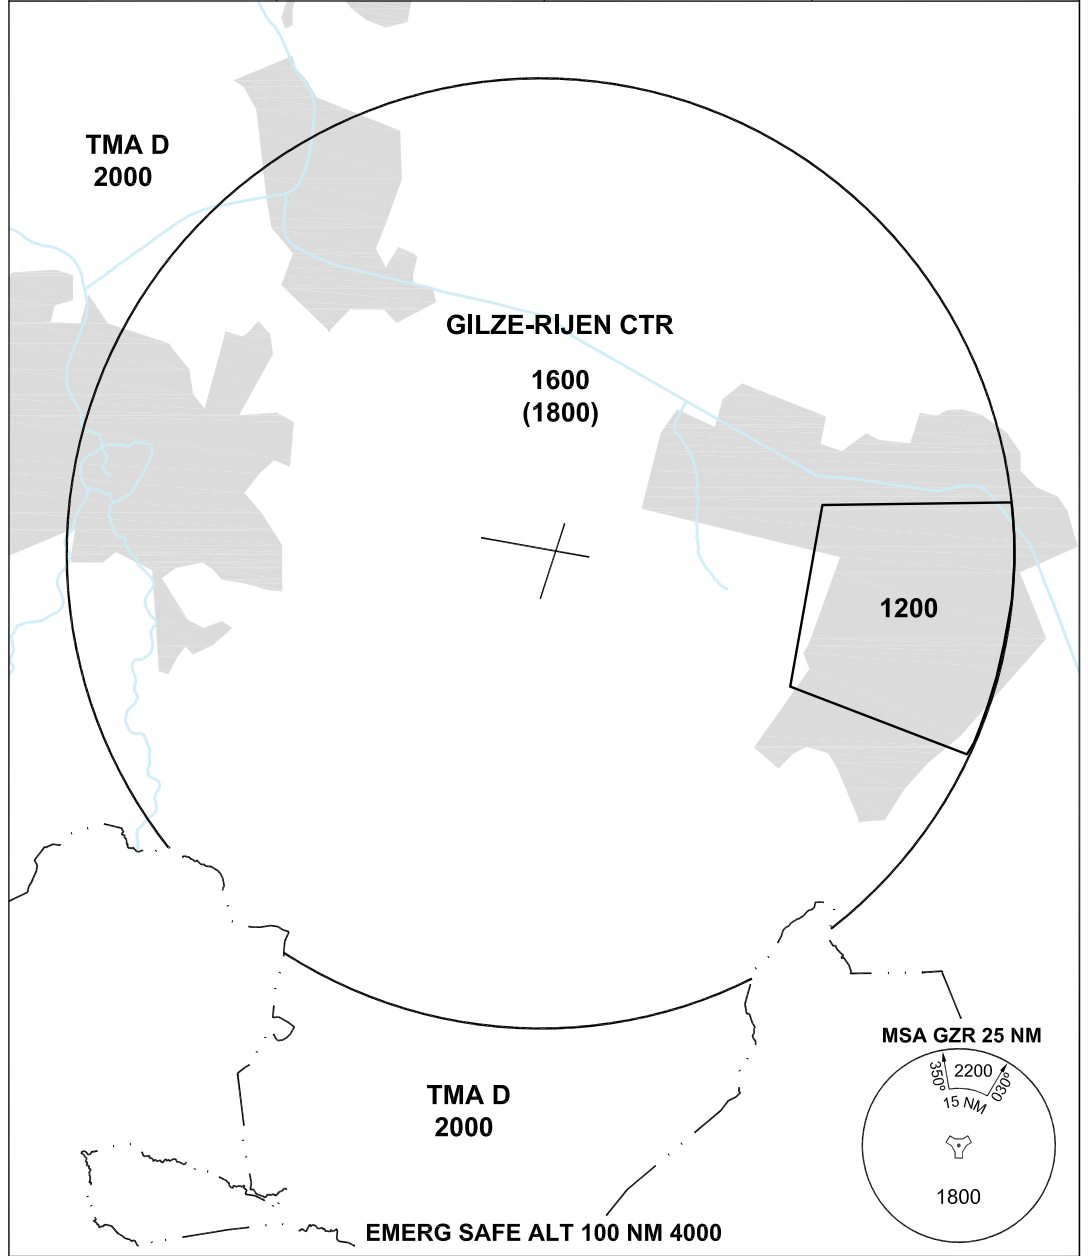 TMA D
2000
GILZE-RIJEN CTR
1600
(1800)
1200
MSA GZR 25 NM
350°
2200
030°
15 NM
1800
TMA D
2000
EMERG SAFE ALT 100 NM 4000